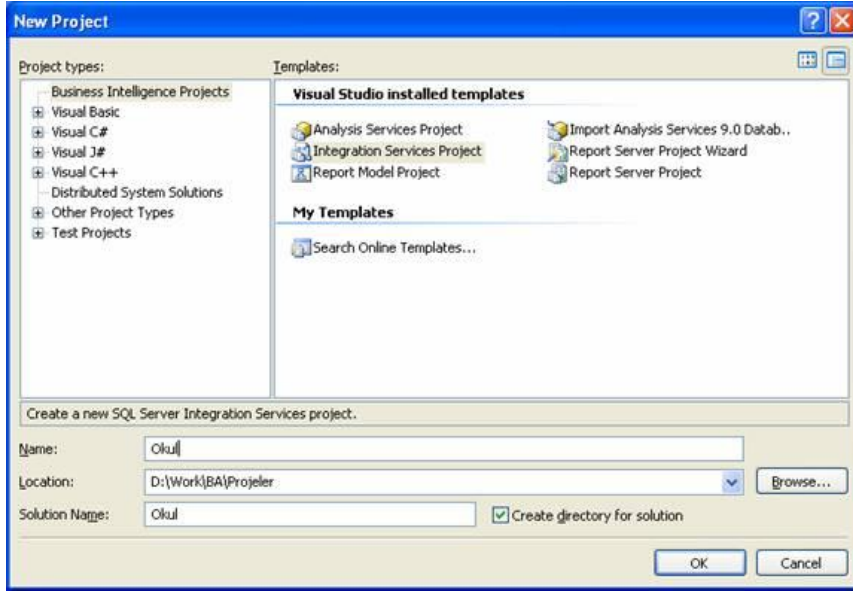 New Project
Project types:
Templates:
Business Intelligence Projects
Visual Basic
Visual C#
Visual J#
Visual C++
Distributed System Solutions
Other Project Types
Test Projects
Visual Studio installed templates
Analysis Services Project
Import Analysis Services 9.0 Datab..
Integration Services Project
Report Server Project Wizard
Report Model Project
Report Server Project
My Templates
Search Online Templates...
Create a new SQL Server Integration Services project.
Name:
Okul
Location:
D:\Work\BA\Projeler
Browse...
Solution Name:
Okul
Create directory for solution
OK
Cancel